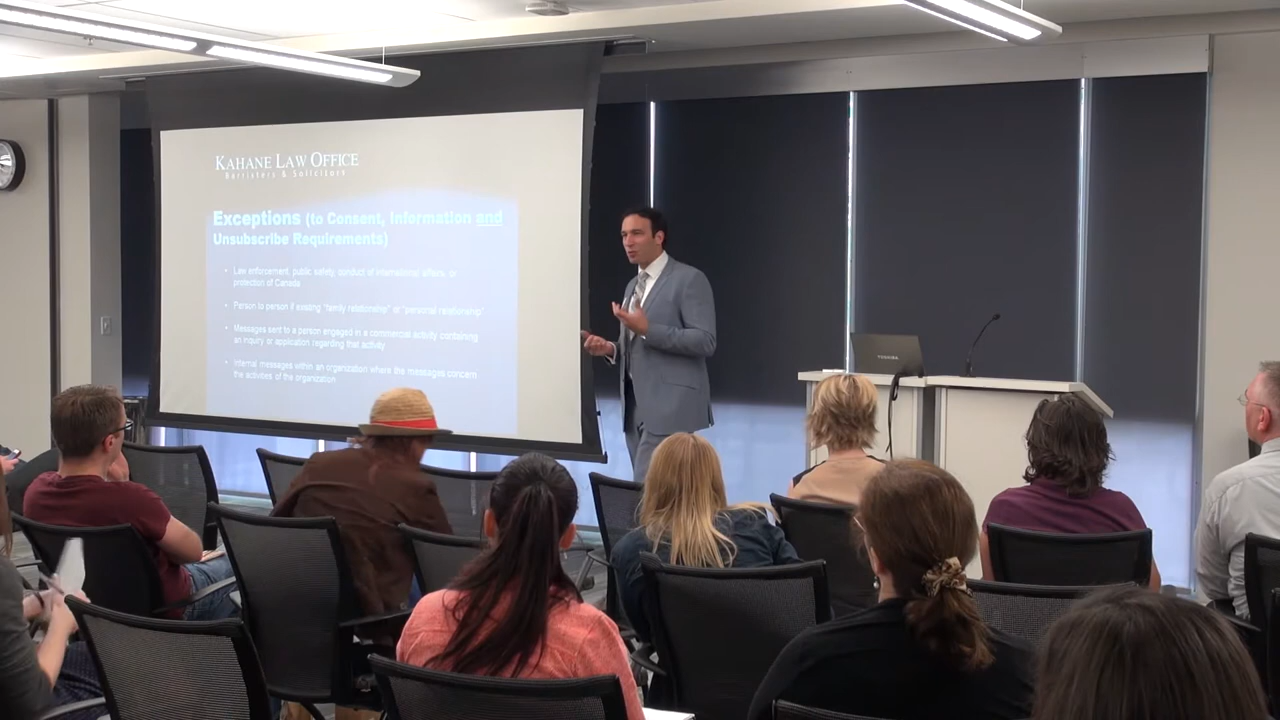 KAHANE LAW OFFICE
Barristers & Solicitors
Exceptions (to Consent, Information and
Unsubscribe Requirements)
• Law enforcement, public safety, conduct of international affairs, or
protection of Canada
• Person to person if existing "family relationship" or "personal relationship"
• Messages sent to a person engaged in a commercial activity containing
an inquiry or application regarding that activity
• Internal messages within an organization where the messages concern
the activities of the organization
TOSHIBA